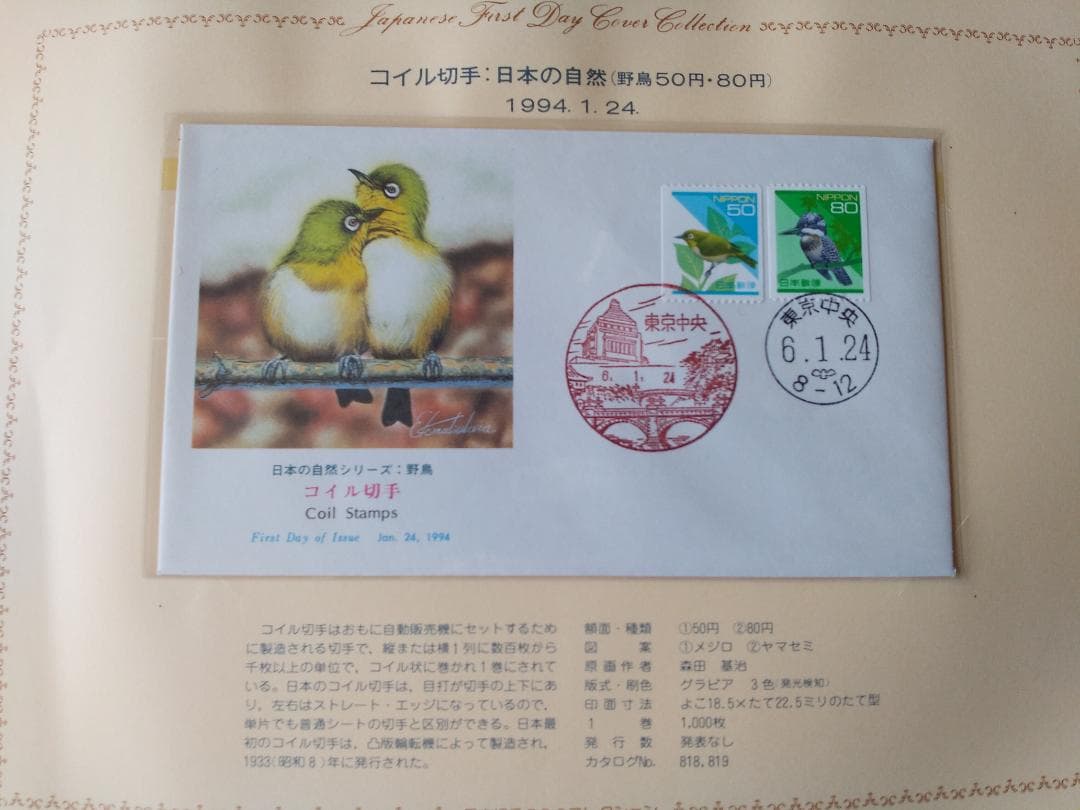 Japanese First Day Cover Collection
コイル切手：日本の自然（野鳥50円・80円）
1994. 1. 24.
NIPPON
50
日本郵便
NIPPON
80
日本郵便
東京中央
6. 1. 24
東京中央
6.1.24
8-12
日本の自然シリーズ：野鳥
コイル切手
Coil Stamps
First Day of Issue Jan. 24, 1994
コイル切手はおもに自動販売機にセットするため
に製造される切手で，縦または横1列に数百枚から
千枚以上の単位で，コイル状に巻かれ1巻にされて
いる。日本のコイル切手は，目打が切手の上下にあ
り，左右はストレート・エッジになっているので，
単片でも普通シートの切手と区別ができる。日本最
初のコイル切手は，凸版輪転機によって製造され，
1933（昭和8）年に発行された。
額面・種類 ①50円 ②80円
図案 ①メジロ ②ヤマセミ
原画作者 森田 基治
版式・刷色 グラビア 3色（発光検知）
印面寸法 よこ18.5×たて22.5ミリのたて型
1巻 1,000枚
発行数 発表なし
カタログNo. 818,819